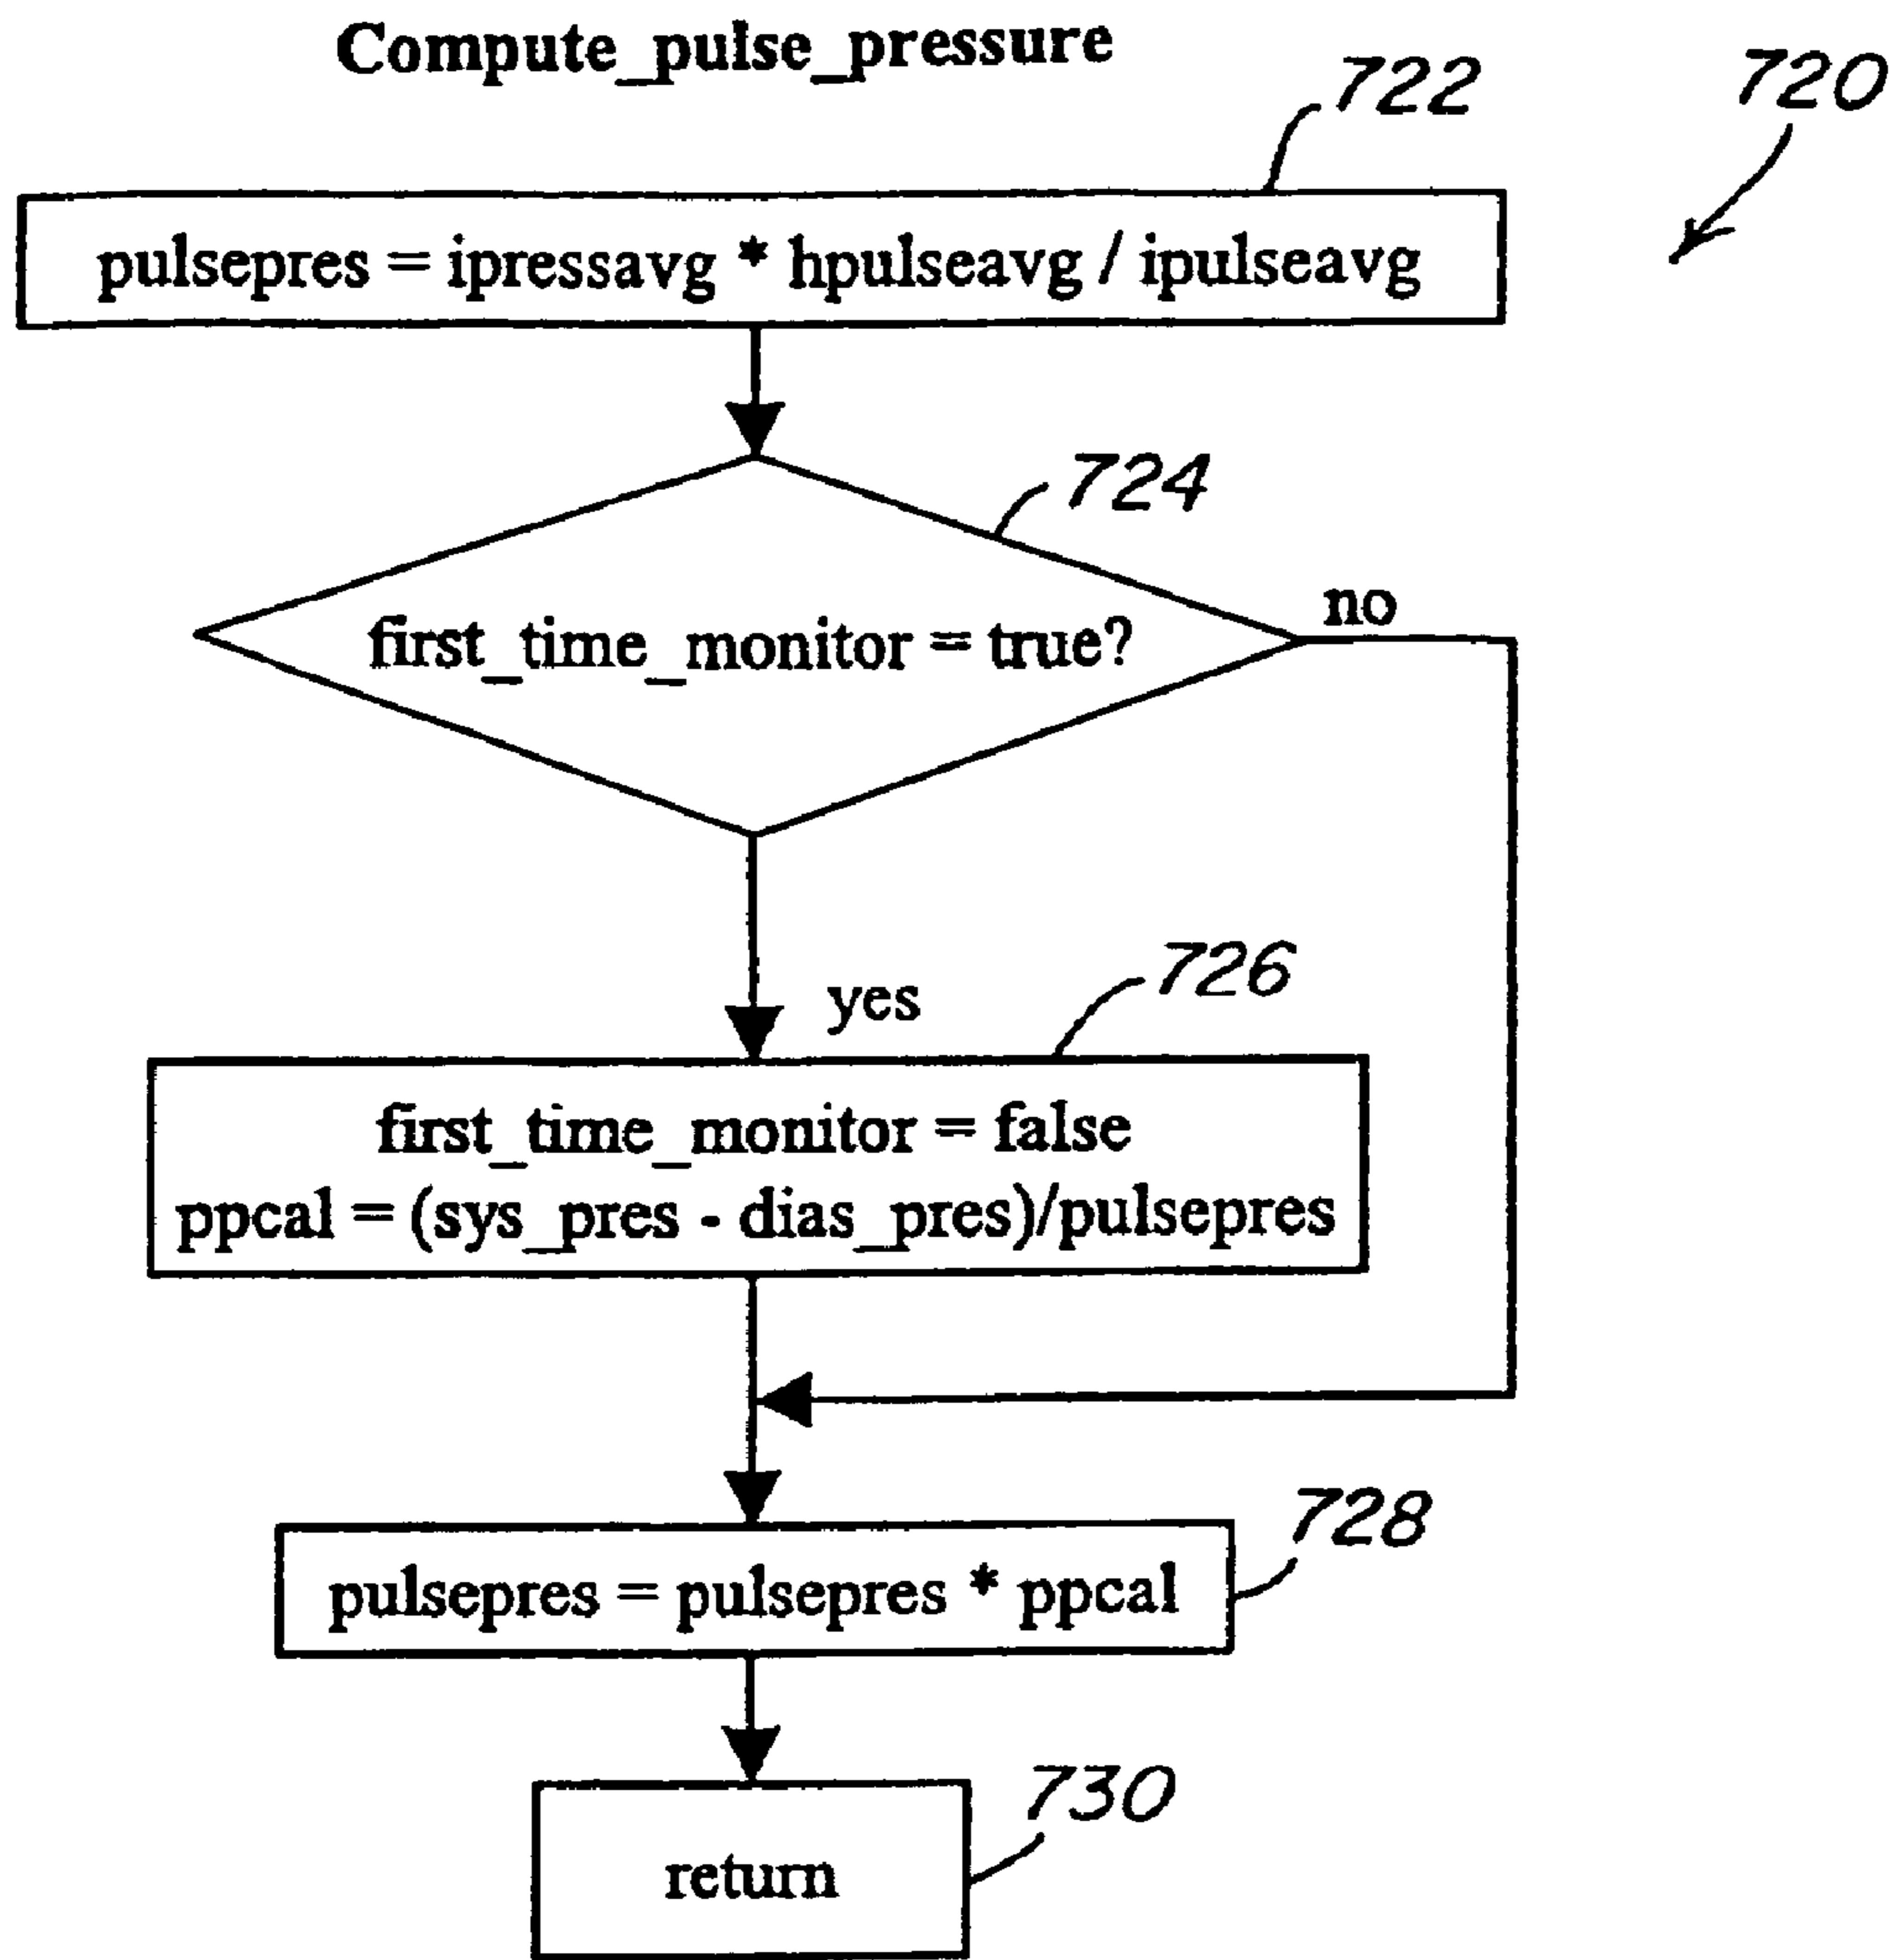 Compute_pulse_pressure
722
720
pulsepres = ipressavg * hpulseavg / ipulseavg
724
no
first_time_monitor = true?
726
yes
first_time_monitor = false
ppcal = (sys_pres - dias_pres)/pulsepres
728
pulsepres = pulsepres * ppcal
730
return